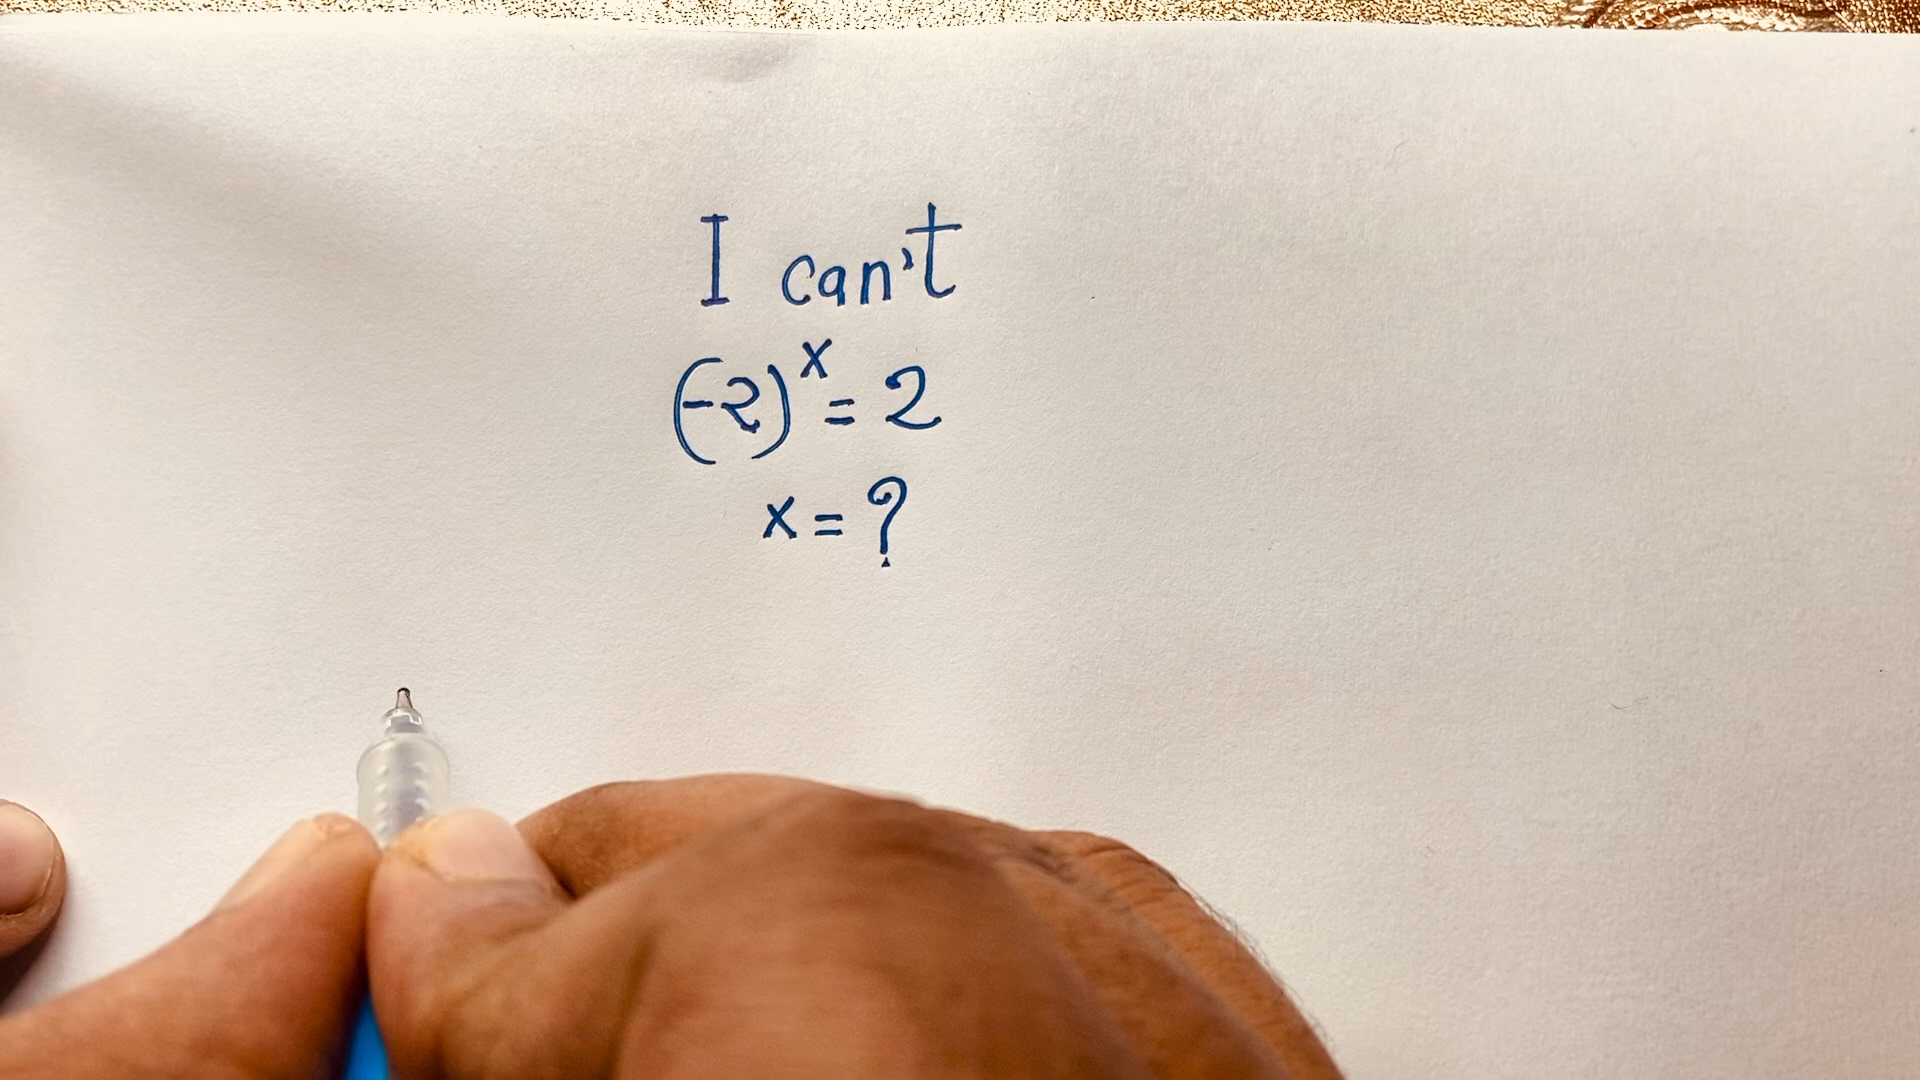 I can't
(-2)ˣ = 2
x = ?